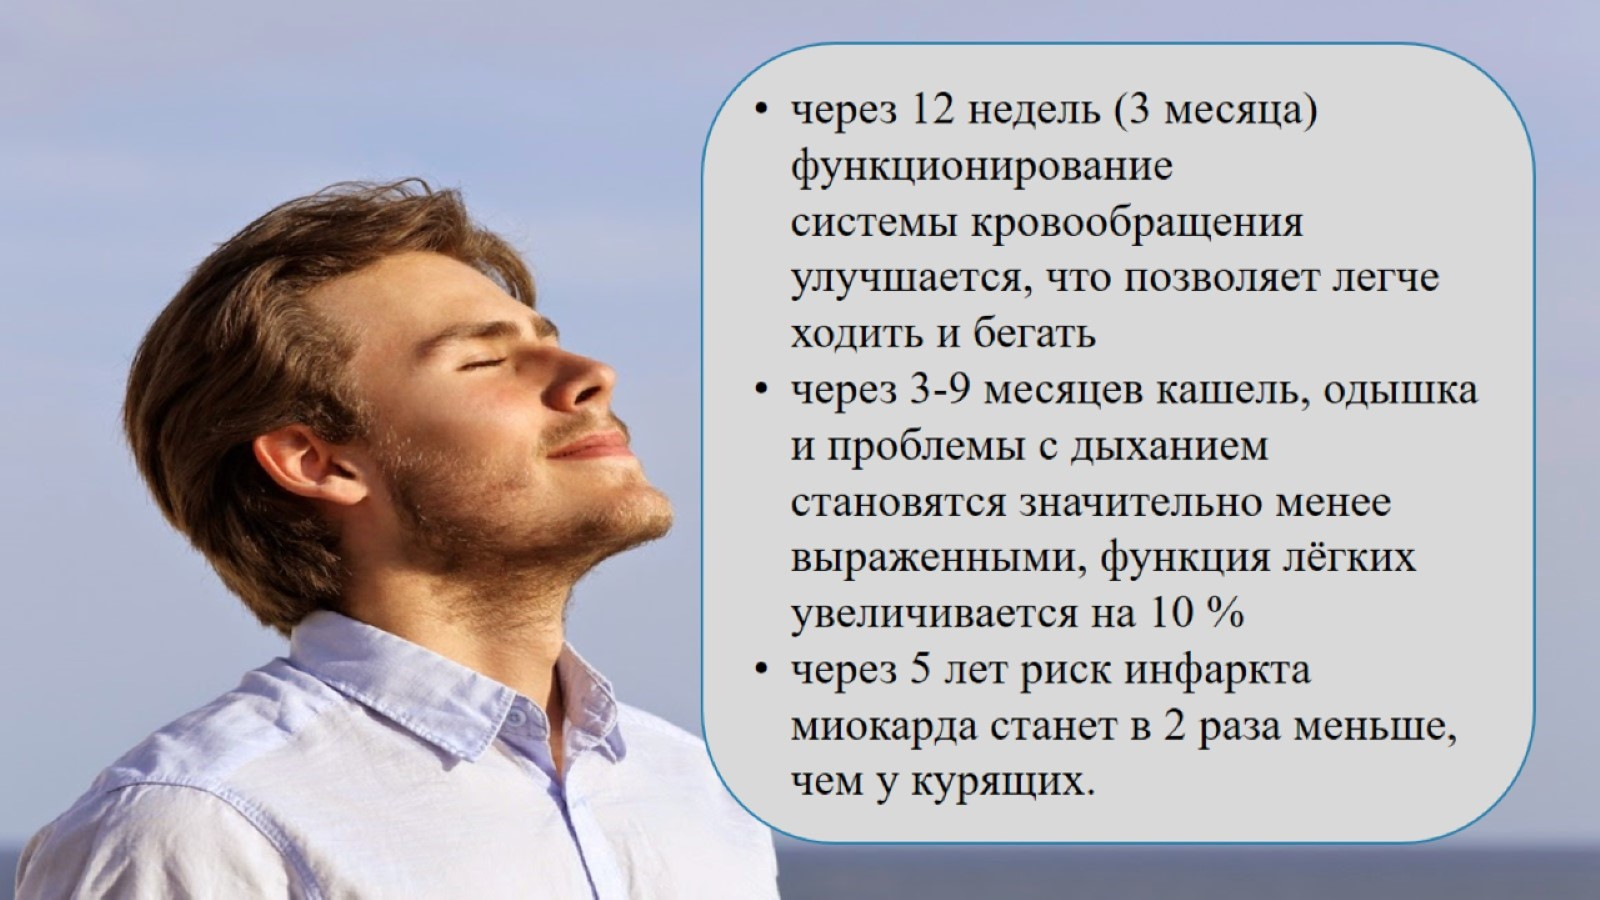 • через 12 недель (3 месяца)
функционирование
системы кровообращения
улучшается, что позволяет легче
ходить и бегать
• через 3-9 месяцев кашель, одышка
и проблемы с дыханием
становятся значительно менее
выраженными, функция лёгких
увеличивается на 10 %
• через 5 лет риск инфаркта
миокарда станет в 2 раза меньше,
чем у курящих.